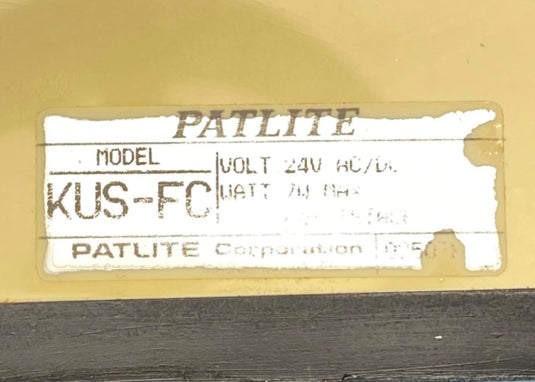 PATLITE
MODEL
KUS-FC
VOLT 24V AC/DC
WATT 7W MAX
PATLITE Corporation